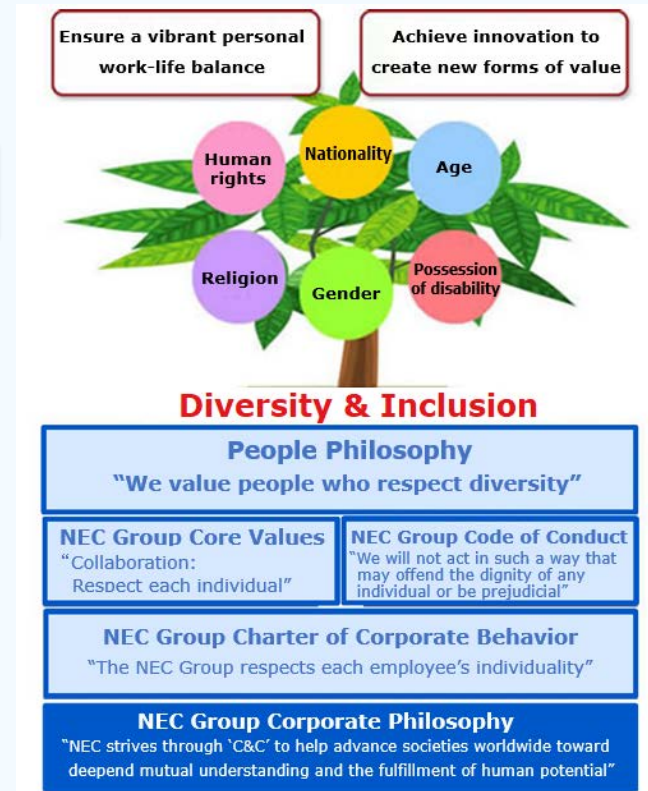 Ensure a vibrant personal
work-life balance
Achieve innovation to
create new forms of value
Human
rights
Nationality
Age
Religion
Gender
Possession
of disability
Diversity & Inclusion
People Philosophy
“We value people who respect diversity”
NEC Group Core Values
“Collaboration:
Respect each individual”
NEC Group Code of Conduct
“We will not act in such a way that
may offend the dignity of any
individual or be prejudicial”
NEC Group Charter of Corporate Behavior
“The NEC Group respects each employee’s individuality”
NEC Group Corporate Philosophy
“NEC strives through ‘C&C’ to help advance societies worldwide toward
deepend mutual understanding and the fulfillment of human potential”